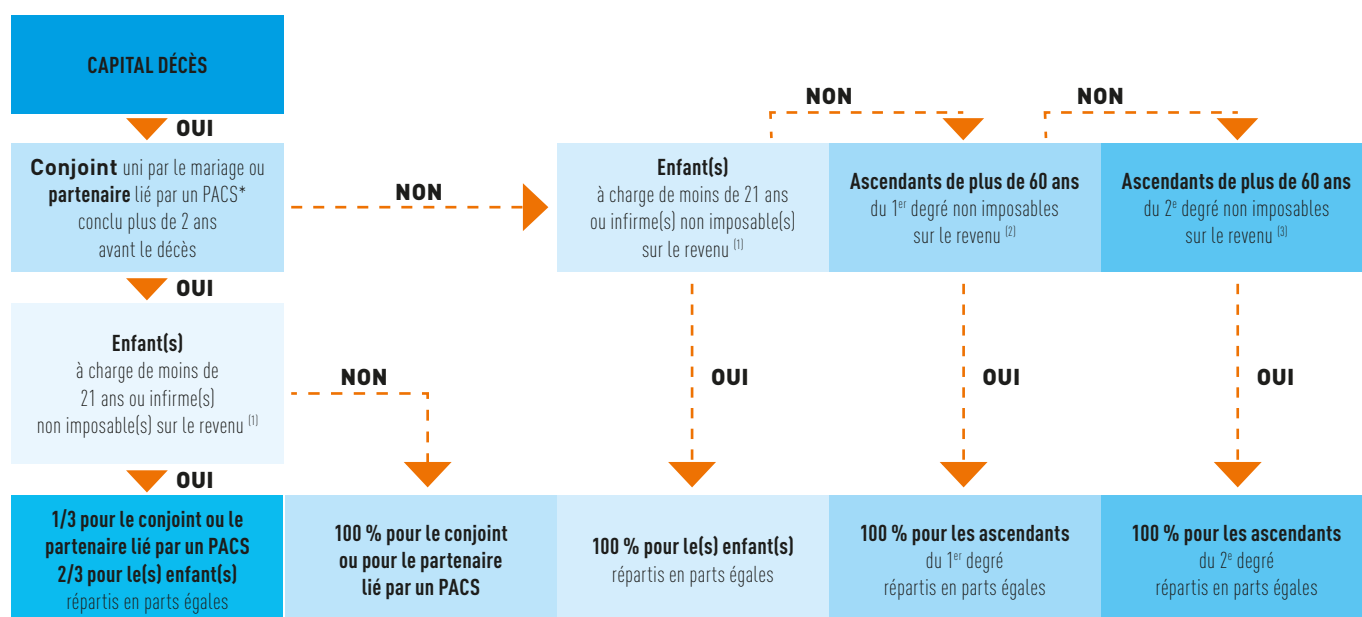 CAPITAL DÉCÈS
OUI
Conjoint uni par le mariage ou
partenaire lié par un PACS*
conclu plus de 2 ans
avant le décès
NON
Enfant(s)
à charge de moins de 21 ans
ou infirme(s) non imposable(s)
sur le revenu (1)
NON
Ascendants de plus de 60 ans
du 1er degré non imposables
sur le revenu (2)
NON
Ascendants de plus de 60 ans
du 2e degré non imposables
sur le revenu (3)
OUI
Enfant(s)
à charge de moins de
21 ans ou infirme(s)
non imposable(s) sur le revenu (1)
NON
OUI
OUI
OUI
OUI
1/3 pour le conjoint ou le
partenaire lié par un PACS
2/3 pour le(s) enfant(s)
répartis en parts égales
100 % pour le conjoint
ou pour le partenaire
lié par un PACS
100 % pour le(s) enfant(s)
répartis en parts égales
100 % pour les ascendants
du 1er degré
répartis en parts égales
100 % pour les ascendants
du 2e degré
répartis en parts égales